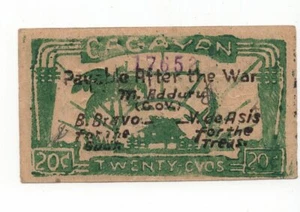 CAGAYAN
17653
Payable After the War
M. Adduru
(Gov.)
B. Bravo V. de Asis
for the for the
Treas.
20¢ TWENTY CVOS 20